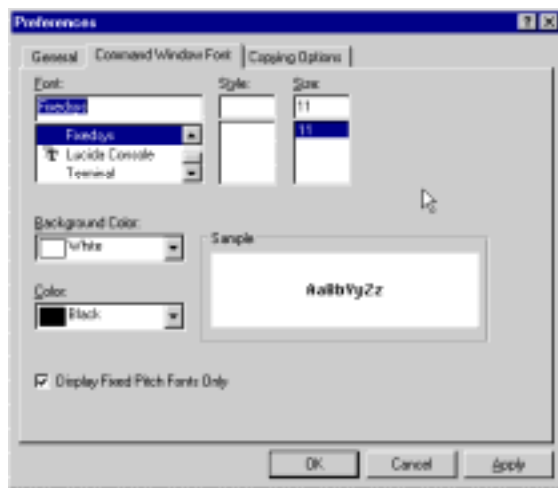 Preferences
General Command Window Font Copying Options
Font: Style: Size:
Fixedsys 11
Fixedsys 11
Lucida Console
Terminal
Background Color:
White
Sample
AaBbYyZz
Color:
Black
Display Fixed Pitch Fonts Only
OK Cancel Apply